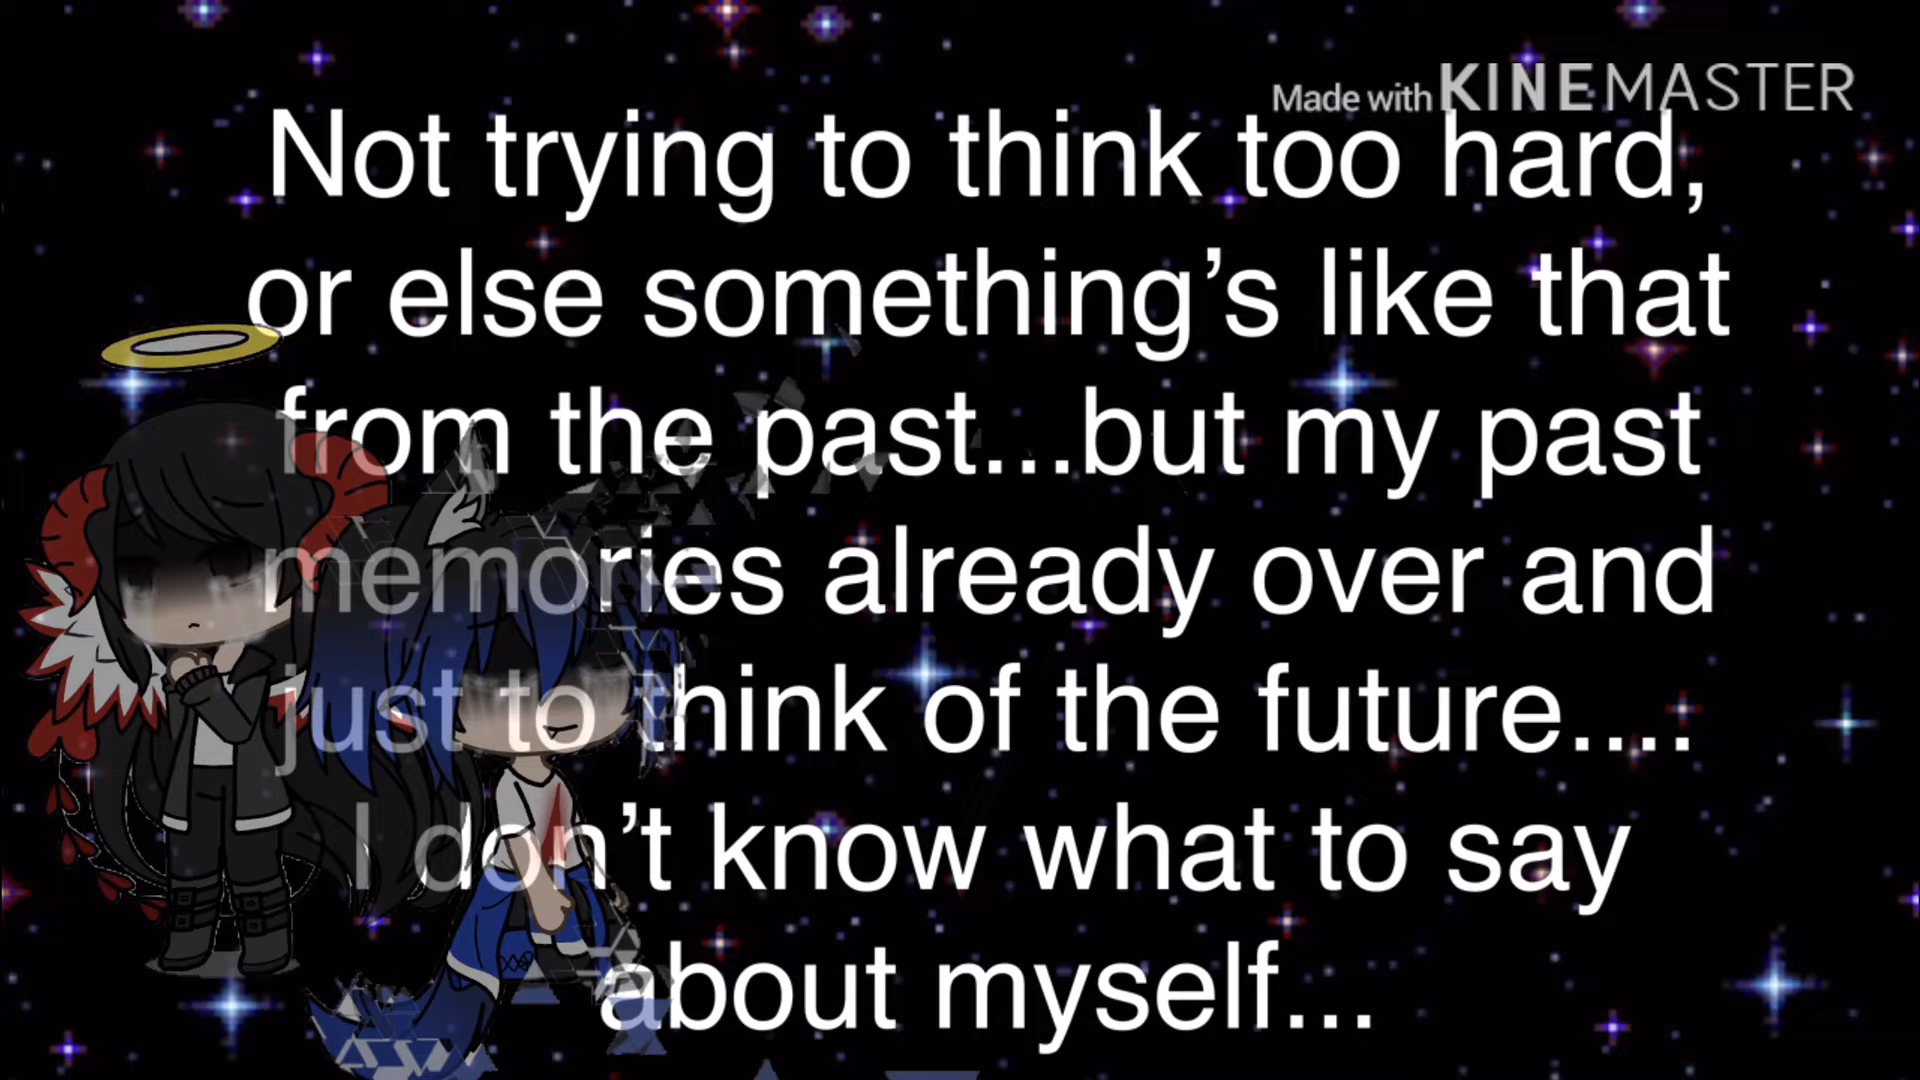 Made with KINEMASTER
Not trying to think too hard,
or else something’s like that
from the past...but my past
memories already over and
just to think of the future....
I don’t know what to say
about myself...